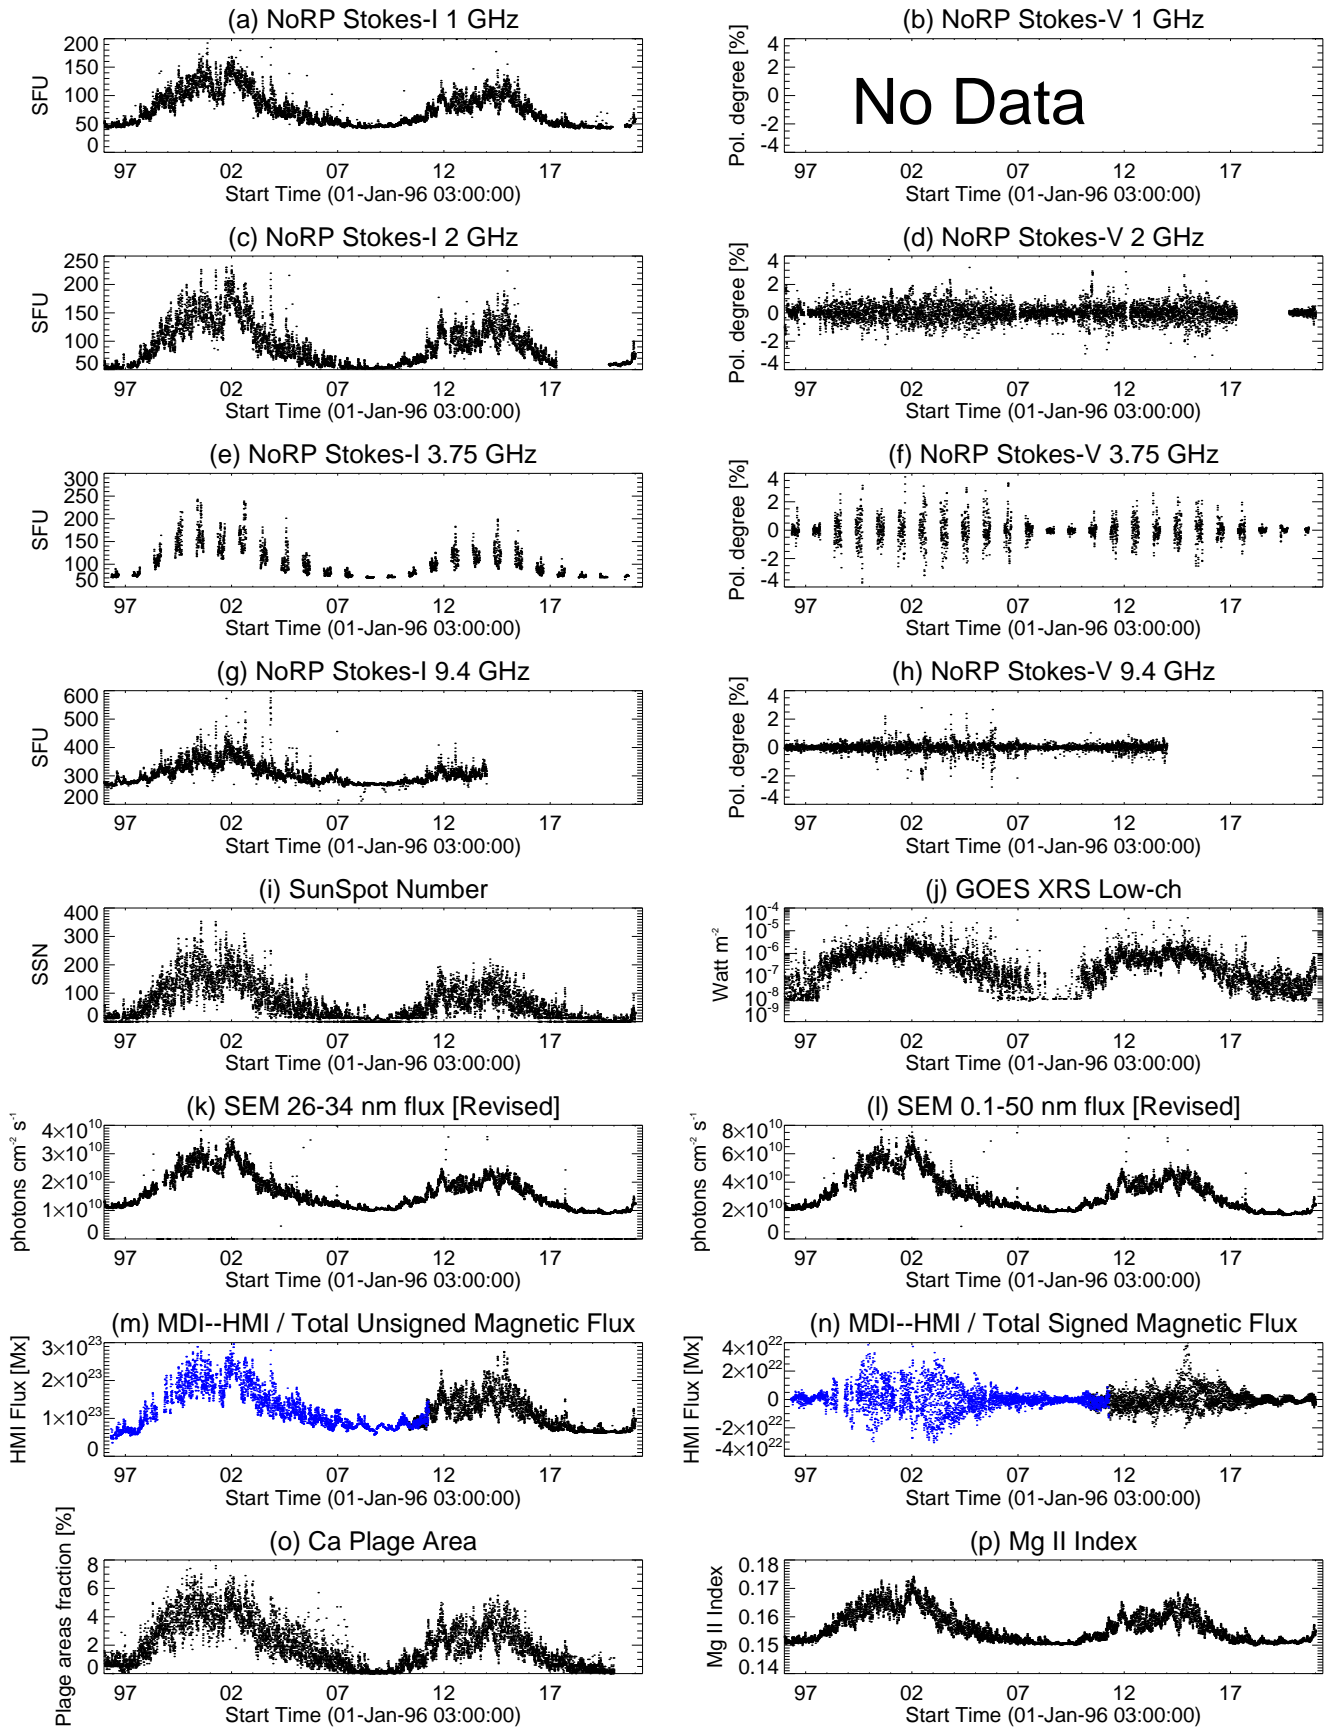 (a) NoRP Stokes-I 1 GHz
SFU
200
150
100
50
0
97 02 07 12 17
Start Time (01-Jan-96 03:00:00)
(b) NoRP Stokes-V 1 GHz
Pol. degree [%]
4
2
0
-2
-4
No Data
97 02 07 12 17
Start Time (01-Jan-96 03:00:00)
(c) NoRP Stokes-I 2 GHz
SFU
250
200
150
100
50
97 02 07 12 17
Start Time (01-Jan-96 03:00:00)
(d) NoRP Stokes-V 2 GHz
Pol. degree [%]
4
2
0
-2
-4
97 02 07 12 17
Start Time (01-Jan-96 03:00:00)
(e) NoRP Stokes-I 3.75 GHz
SFU
300
250
200
150
100
50
97 02 07 12 17
Start Time (01-Jan-96 03:00:00)
(f) NoRP Stokes-V 3.75 GHz
Pol. degree [%]
4
2
0
-2
-4
97 02 07 12 17
Start Time (01-Jan-96 03:00:00)
(g) NoRP Stokes-I 9.4 GHz
SFU
600
500
400
300
200
97 02 07 12 17
Start Time (01-Jan-96 03:00:00)
(h) NoRP Stokes-V 9.4 GHz
Pol. degree [%]
4
2
0
-2
-4
97 02 07 12 17
Start Time (01-Jan-96 03:00:00)
(i) SunSpot Number
SSN
400
300
200
100
0
97 02 07 12 17
Start Time (01-Jan-96 03:00:00)
(j) GOES XRS Low-ch
Watt m⁻²
10⁻⁴
10⁻⁵
10⁻⁶
10⁻⁷
10⁻⁸
10⁻⁹
97 02 07 12 17
Start Time (01-Jan-96 03:00:00)
(k) SEM 26-34 nm flux [Revised]
photons cm⁻² s⁻¹
4×10¹⁰
3×10¹⁰
2×10¹⁰
1×10¹⁰
0
97 02 07 12 17
Start Time (01-Jan-96 03:00:00)
(l) SEM 0.1-50 nm flux [Revised]
photons cm⁻² s⁻¹
8×10¹⁰
6×10¹⁰
4×10¹⁰
2×10¹⁰
0
97 02 07 12 17
Start Time (01-Jan-96 03:00:00)
(m) MDI--HMI / Total Unsigned Magnetic Flux
HMI Flux [Mx]
3×10²³
2×10²³
1×10²³
0
97 02 07 12 17
Start Time (01-Jan-96 03:00:00)
(n) MDI--HMI / Total Signed Magnetic Flux
HMI Flux [Mx]
4×10²²
2×10²²
0
-2×10²²
-4×10²²
97 02 07 12 17
Start Time (01-Jan-96 03:00:00)
(o) Ca Plage Area
Plage areas fraction [%]
8
6
4
2
0
97 02 07 12 17
Start Time (01-Jan-96 03:00:00)
(p) Mg II Index
Mg II Index
0.18
0.17
0.16
0.15
0.14
97 02 07 12 17
Start Time (01-Jan-96 03:00:00)